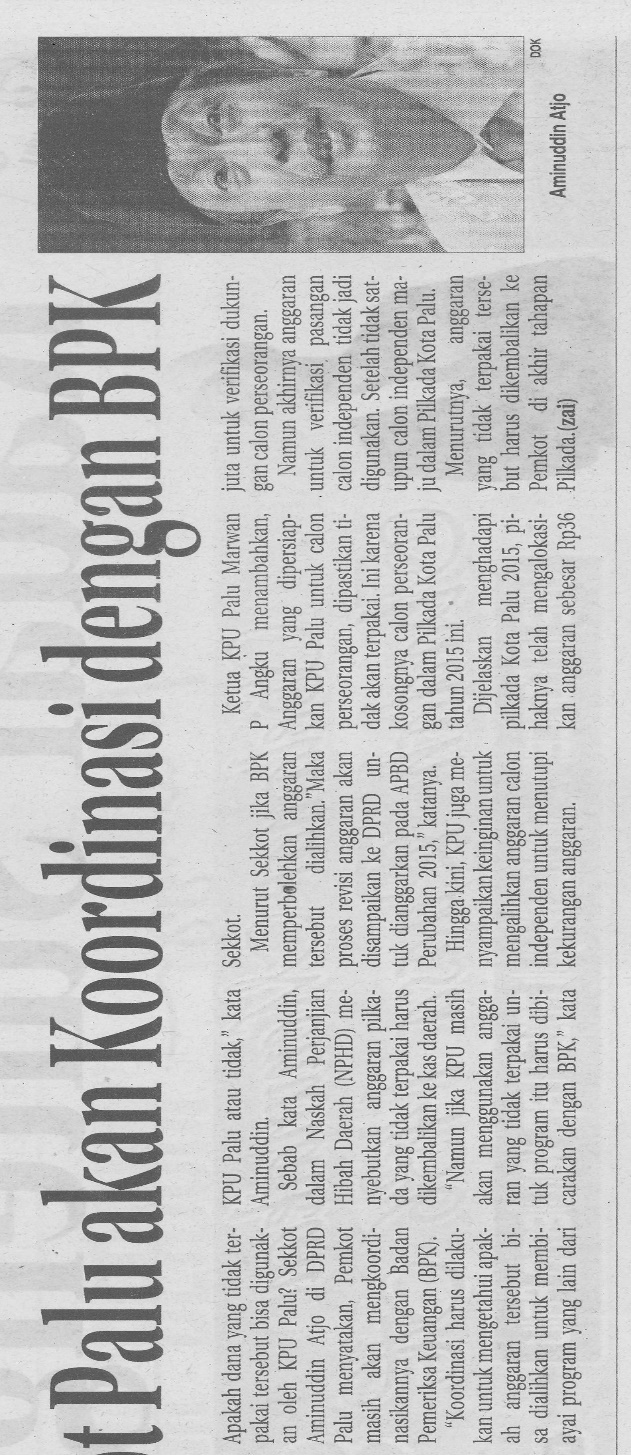 ot Palu akan Koordinasi dengan BPK
Apakah dana yang tidak ter-
pakai tersebut bisa digunak-
an oleh KPU Palu? Sekkot
Aminuddin Atjo di DPRD
Palu menyatakan, Pemkot
masih akan mengkoordi-
nasikannya dengan Badan
Pemeriksa Keuangan (BPK).
“Koordinasi harus dilaku-
kan untuk mengetahui apak-
ah anggaran tersebut bi-
sa dialihkan untuk membi-
ayai program yang lain dari
KPU Palu atau tidak,” kata
Aminuddin.
Sebab kata Aminuddin,
dalam Naskah Perjanjian
Hibah Daerah (NPHD) me-
nyebutkan anggaran pilka-
da yang tidak terpakai harus
dikembalikan ke kas daerah.
“Namun jika KPU masih
akan menggunakan angga-
ran yang tidak terpakai un-
tuk program itu harus dibi-
carakan dengan BPK,” kata
Sekkot.
Menurut Sekkot jika BPK
memperbolehkan anggaran
tersebut dialihkan.”Maka
proses revisi anggaran akan
disampaikan ke DPRD un-
tuk dianggarkan pada APBD
Perubahan 2015,” katanya.
Hingga kini, KPU juga me-
nyampaikan keinginan untuk
mengalihkan anggaran calon
independen untuk menutupi
kekurangan anggaran.
Ketua KPU Palu Marwan
P Angku menambahkan,
Anggaran yang dipersiap-
kan KPU Palu untuk calon
perseorangan, dipastikan ti-
dak akan terpakai. Ini karena
kosongnya calon perseoran-
gan dalam Pilkada Kota Palu
tahun 2015 ini.
Dijelaskan menghadapi
pilkada Kota Palu 2015, pi-
haknya telah mengalokasi-
kan anggaran sebesar Rp36
juta untuk verifikasi dukun-
gan calon perseorangan.
Namun akhirnya anggaran
untuk verifikasi pasangan
calon independen tidak jadi
digunakan. Setelah tidak sat-
upun calon independen ma-
ju dalam Pilkada Kota Palu.
Menurutnya, anggaran
yang tidak terpakai terse-
but harus dikembalikan ke
Pemkot di akhir tahapan
Pilkada.(zai)
DOK
Aminuddin Atjo